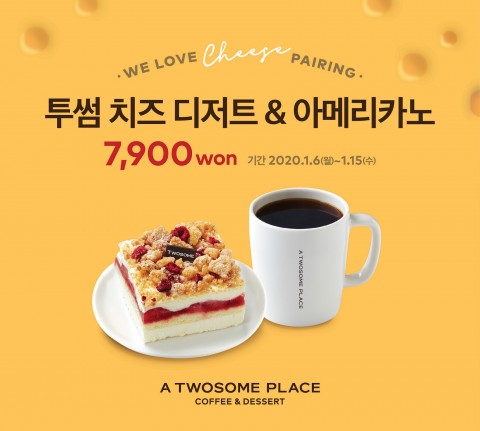 · WE LOVE Cheese PAIRING ·
투썸 치즈 디저트 & 아메리카노
7,900 won 기간 2020.1.6(월)~1.15(수)
TWOSOME
A TWOSOME PLACE
A TWOSOME PLACE
COFFEE & DESSERT